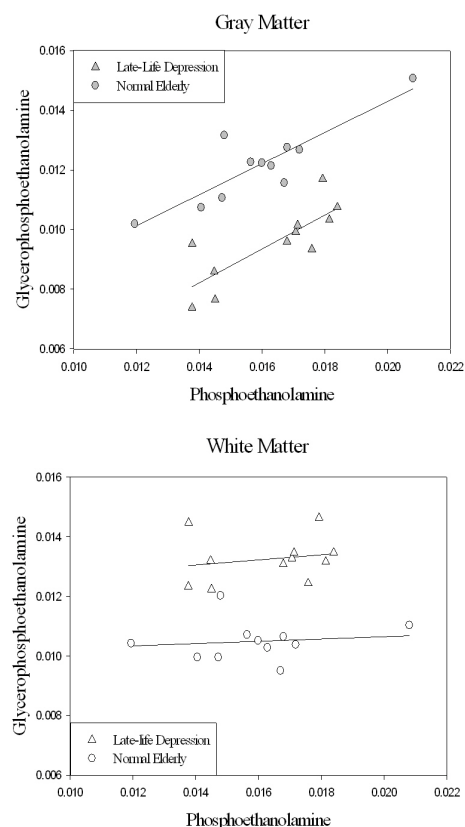 Gray Matter
0.016
Late-Life Depression
Normal Elderly
0.014
0.012
0.010
0.008
0.006
Glycerophosphoethanolamine
0.010 0.012 0.014 0.016 0.018 0.020 0.022
Phosphoethanolamine
White Matter
0.016
0.014
0.012
0.010
0.008
0.006
Glycerophosphoethanolamine
Late-life Depression
Normal Elderly
0.010 0.012 0.014 0.016 0.018 0.020 0.022
Phosphoethanolamine